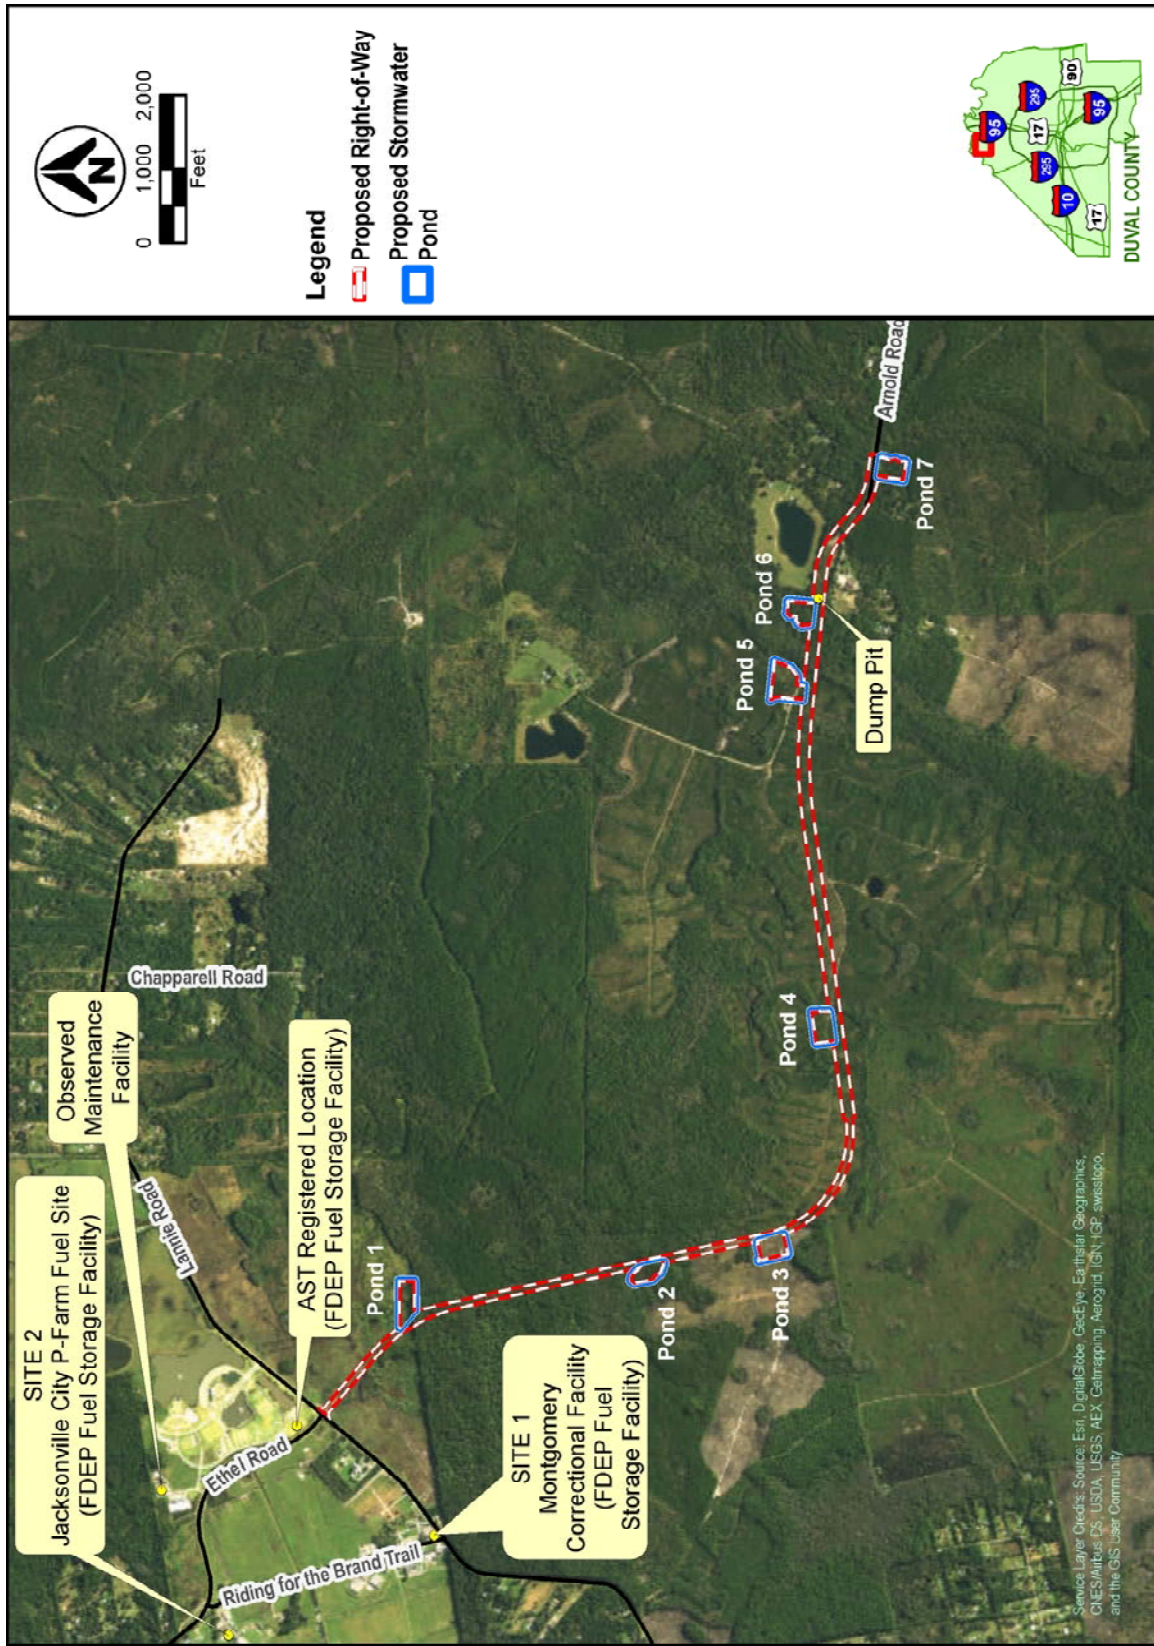 SITE 2
Jacksonville City P-Farm Fuel Site
(FDEP Fuel Storage Facility)
Observed
Maintenance
Facility
Lannie Road
Chapparell Road
Ethel Road
AST Registered Location
(FDEP Fuel Storage Facility)
Riding for the Brand Trail
SITE 1
Montgomery
Correctional Facility
(FDEP Fuel
Storage Facility)
Pond 1
Pond 2
Pond 3
Pond 4
Pond 5
Pond 6
Dump Pit
Pond 7
Arnold Road
Service Layer Credits: Source: Esri, DigitalGlobe, GeoEye, Earthstar Geographics,
CNES/Airbus DS, USDA, USGS, AEX, Getmapping, Aerogrid, IGN, IGP, swisstopo,
and the GIS User Community
N
0 1,000 2,000
Feet
Legend
Proposed Right-of-Way
Proposed Stormwater
Pond
95
295
90
17
295
95
10
17
DUVAL COUNTY